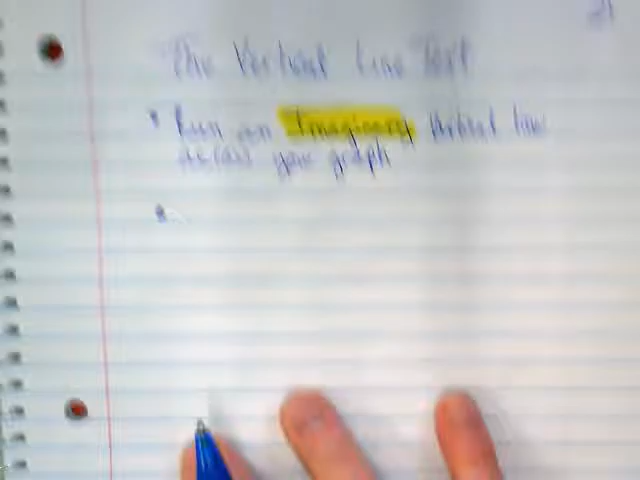 The Vertical Line Test
• Run an Imaginary Vertical line
across your graph
•